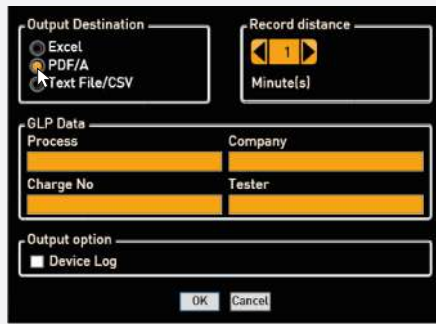 Output Destination
Excel
PDF/A
Text File/CSV
Record distance
1
Minute(s)
GLP Data
Process
Company
Charge No
Tester
Output option
Device Log
OK
Cancel